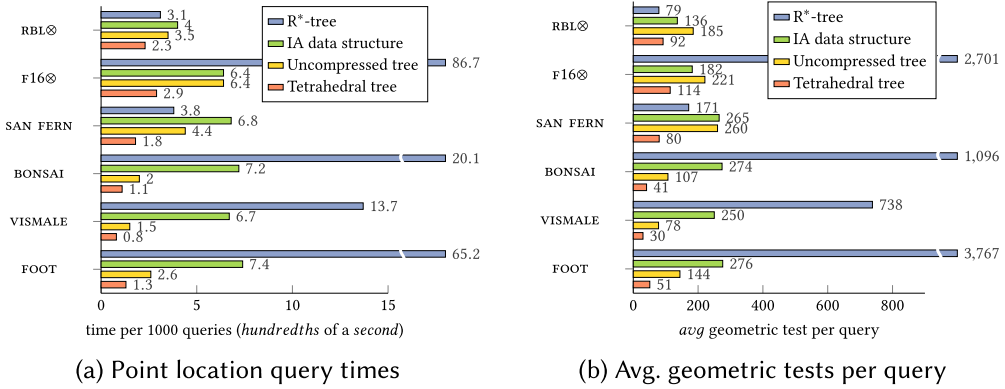 RBL⊗
3.1
4
3.5
2.3
F16⊗
86.7
6.4
6.4
2.9
SAN FERN
3.8
6.8
4.4
1.8
BONSAI
20.1
7.2
2
1.1
VISMALE
13.7
6.7
1.5
0.8
FOOT
65.2
7.4
2.6
1.3
R*-tree
IA data structure
Uncompressed tree
Tetrahedral tree
0 5 10 15
time per 1000 queries (hundredths of a second)
(a) Point location query times
RBL⊗
79
136
185
92
F16⊗
2,701
182
221
114
SAN FERN
171
265
260
80
BONSAI
1,096
274
107
41
VISMALE
738
250
78
30
FOOT
3,767
276
144
51
R*-tree
IA data structure
Uncompressed tree
Tetrahedral tree
0 200 400 600 800
avg geometric test per query
(b) Avg. geometric tests per query